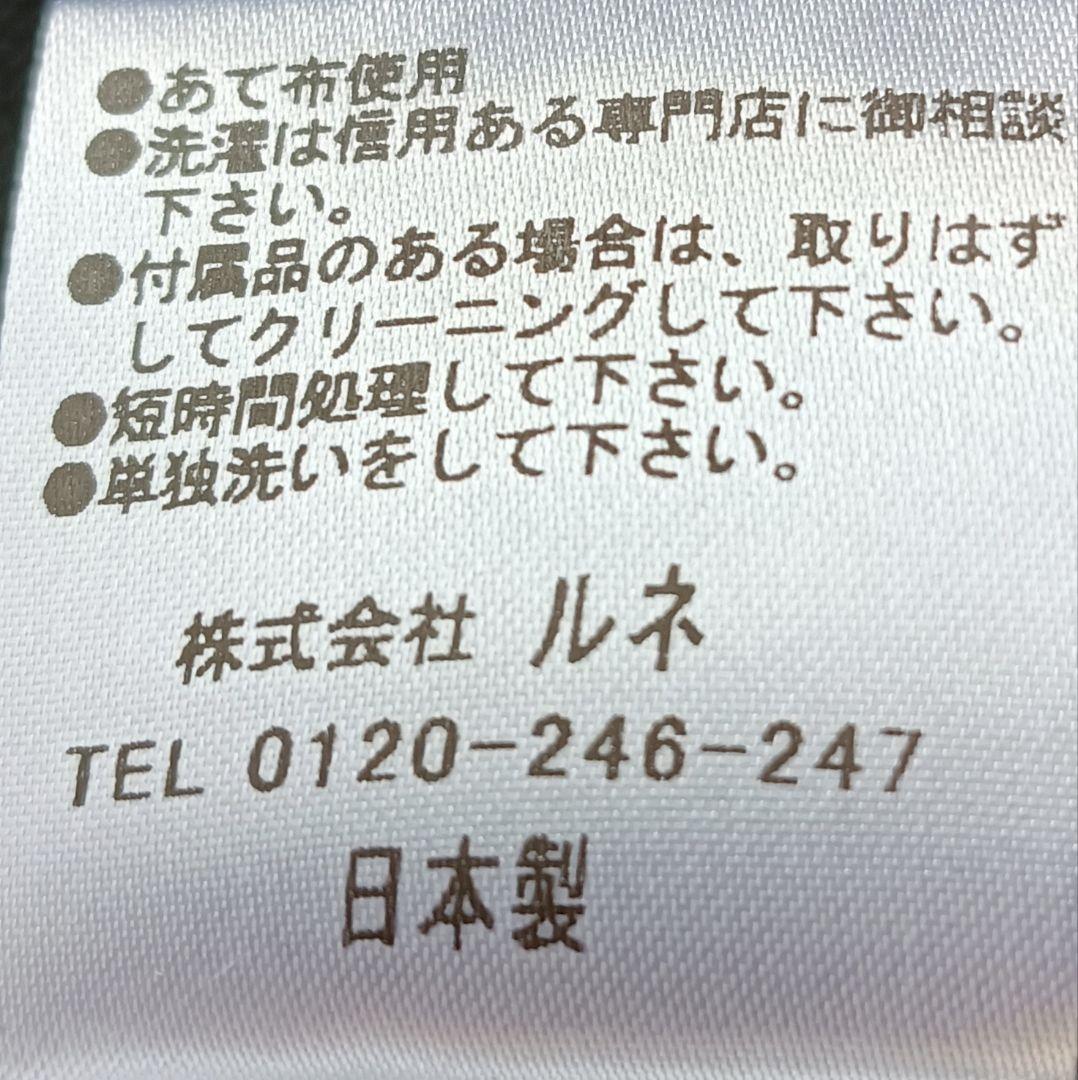 ●あて布使用
●洗濯は信用ある専門店に御相談
下さい。
●付属品のある場合は、取りはず
してクリーニングして下さい。
●短時間処理して下さい。
●単独洗いをして下さい。
株式会社 ルネ
TEL 0120-246-247
日本製